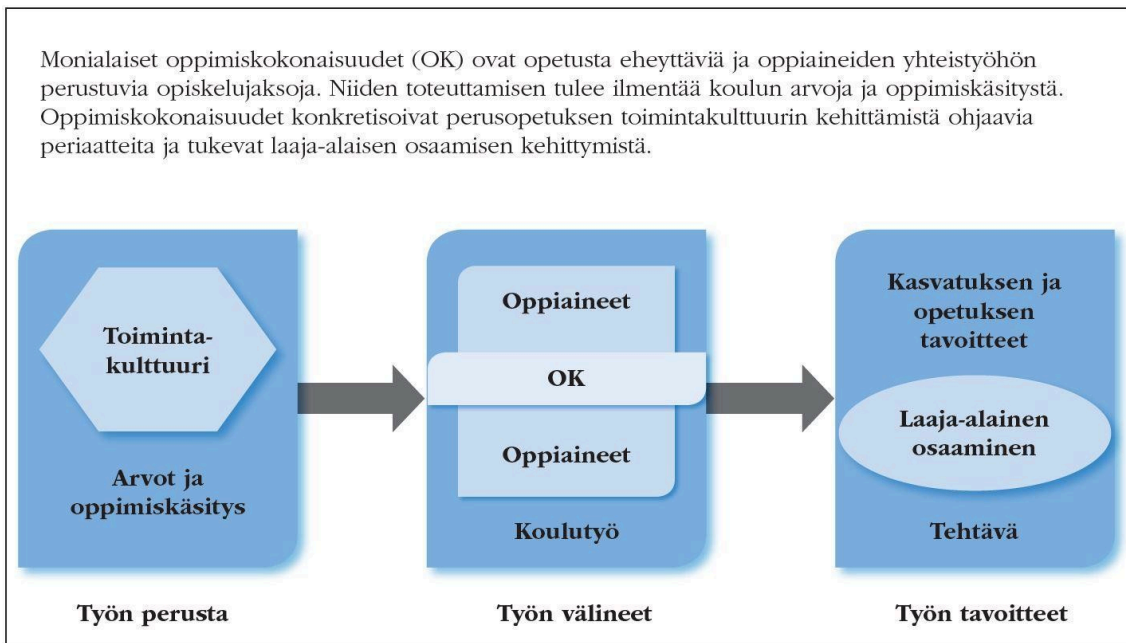 Monialaiset oppimiskokonaisuudet (OK) ovat opetusta eheyttäviä ja oppiaineiden yhteistyöhön
perustuvia opiskelujaksoja. Niiden toteuttamisen tulee ilmentää koulun arvoja ja oppimiskäsitystä.
Oppimiskokonaisuudet konkretisoivat perusopetuksen toimintakulttuurin kehittämistä ohjaavia
periaatteita ja tukevat laaja-alaisen osaamisen kehittymistä.
Toiminta-
kulttuuri
Arvot ja
oppimiskäsitys
Työn perusta
Oppiaineet
OK
Oppiaineet
Koulutyö
Työn välineet
Kasvatuksen ja
opetuksen
tavoitteet
Laaja-alainen
osaaminen
Tehtävä
Työn tavoitteet